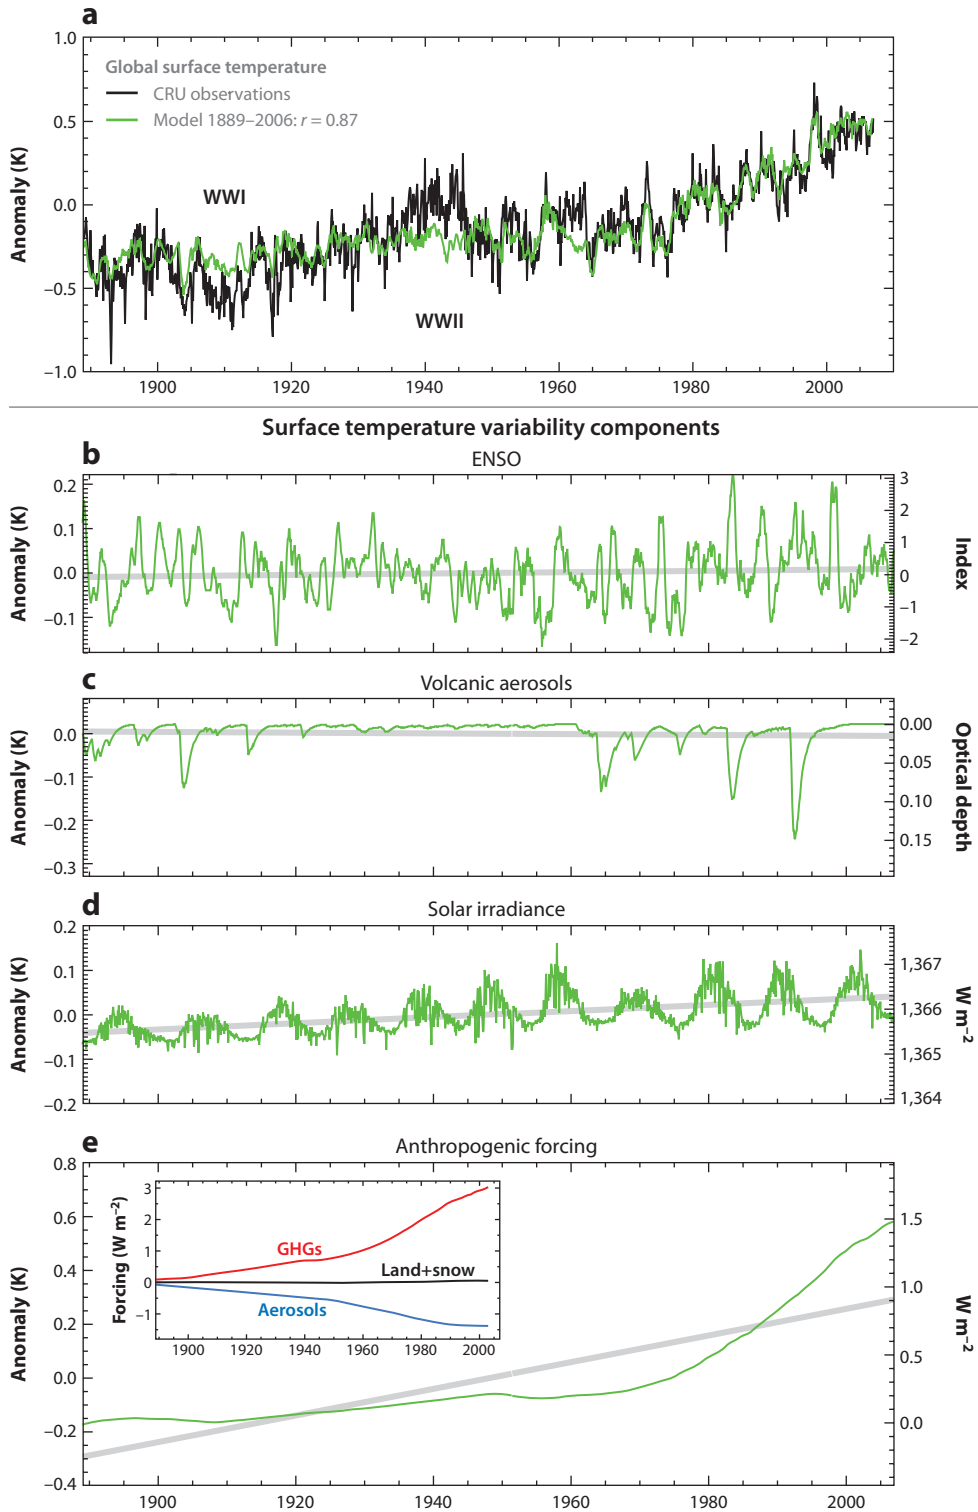 a
1.0
0.5
0.0
–0.5
–1.0
Anomaly (K)
Global surface temperature
CRU observations
Model 1889–2006: r = 0.87
WWI
WWII
1900 1920 1940 1960 1980 2000
Surface temperature variability components
b
ENSO
0.2
0.1
0.0
–0.1
Anomaly (K)
3
2
1
0
–1
–2
Index
c
Volcanic aerosols
0.0
–0.1
–0.2
–0.3
Anomaly (K)
0.00
0.05
0.10
0.15
Optical depth
d
Solar irradiance
0.2
0.1
0.0
–0.1
–0.2
Anomaly (K)
1,367
1,366
1,365
1,364
W m⁻²
e
Anthropogenic forcing
0.8
0.6
0.4
0.2
0.0
–0.2
–0.4
Anomaly (K)
3
2
1
0
–1
Forcing (W m⁻²)
GHGs
Land+snow
Aerosols
1900 1920 1940 1960 1980 2000
1.5
1.0
0.5
0.0
W m⁻²
1900 1920 1940 1960 1980 2000